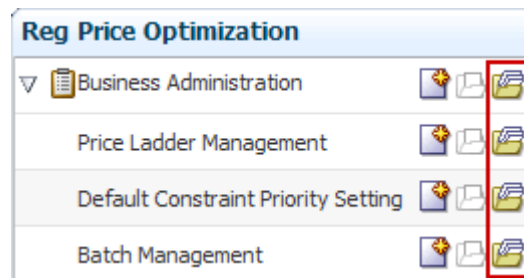 Reg Price Optimization
Business Administration
Price Ladder Management
Default Constraint Priority Setting
Batch Management